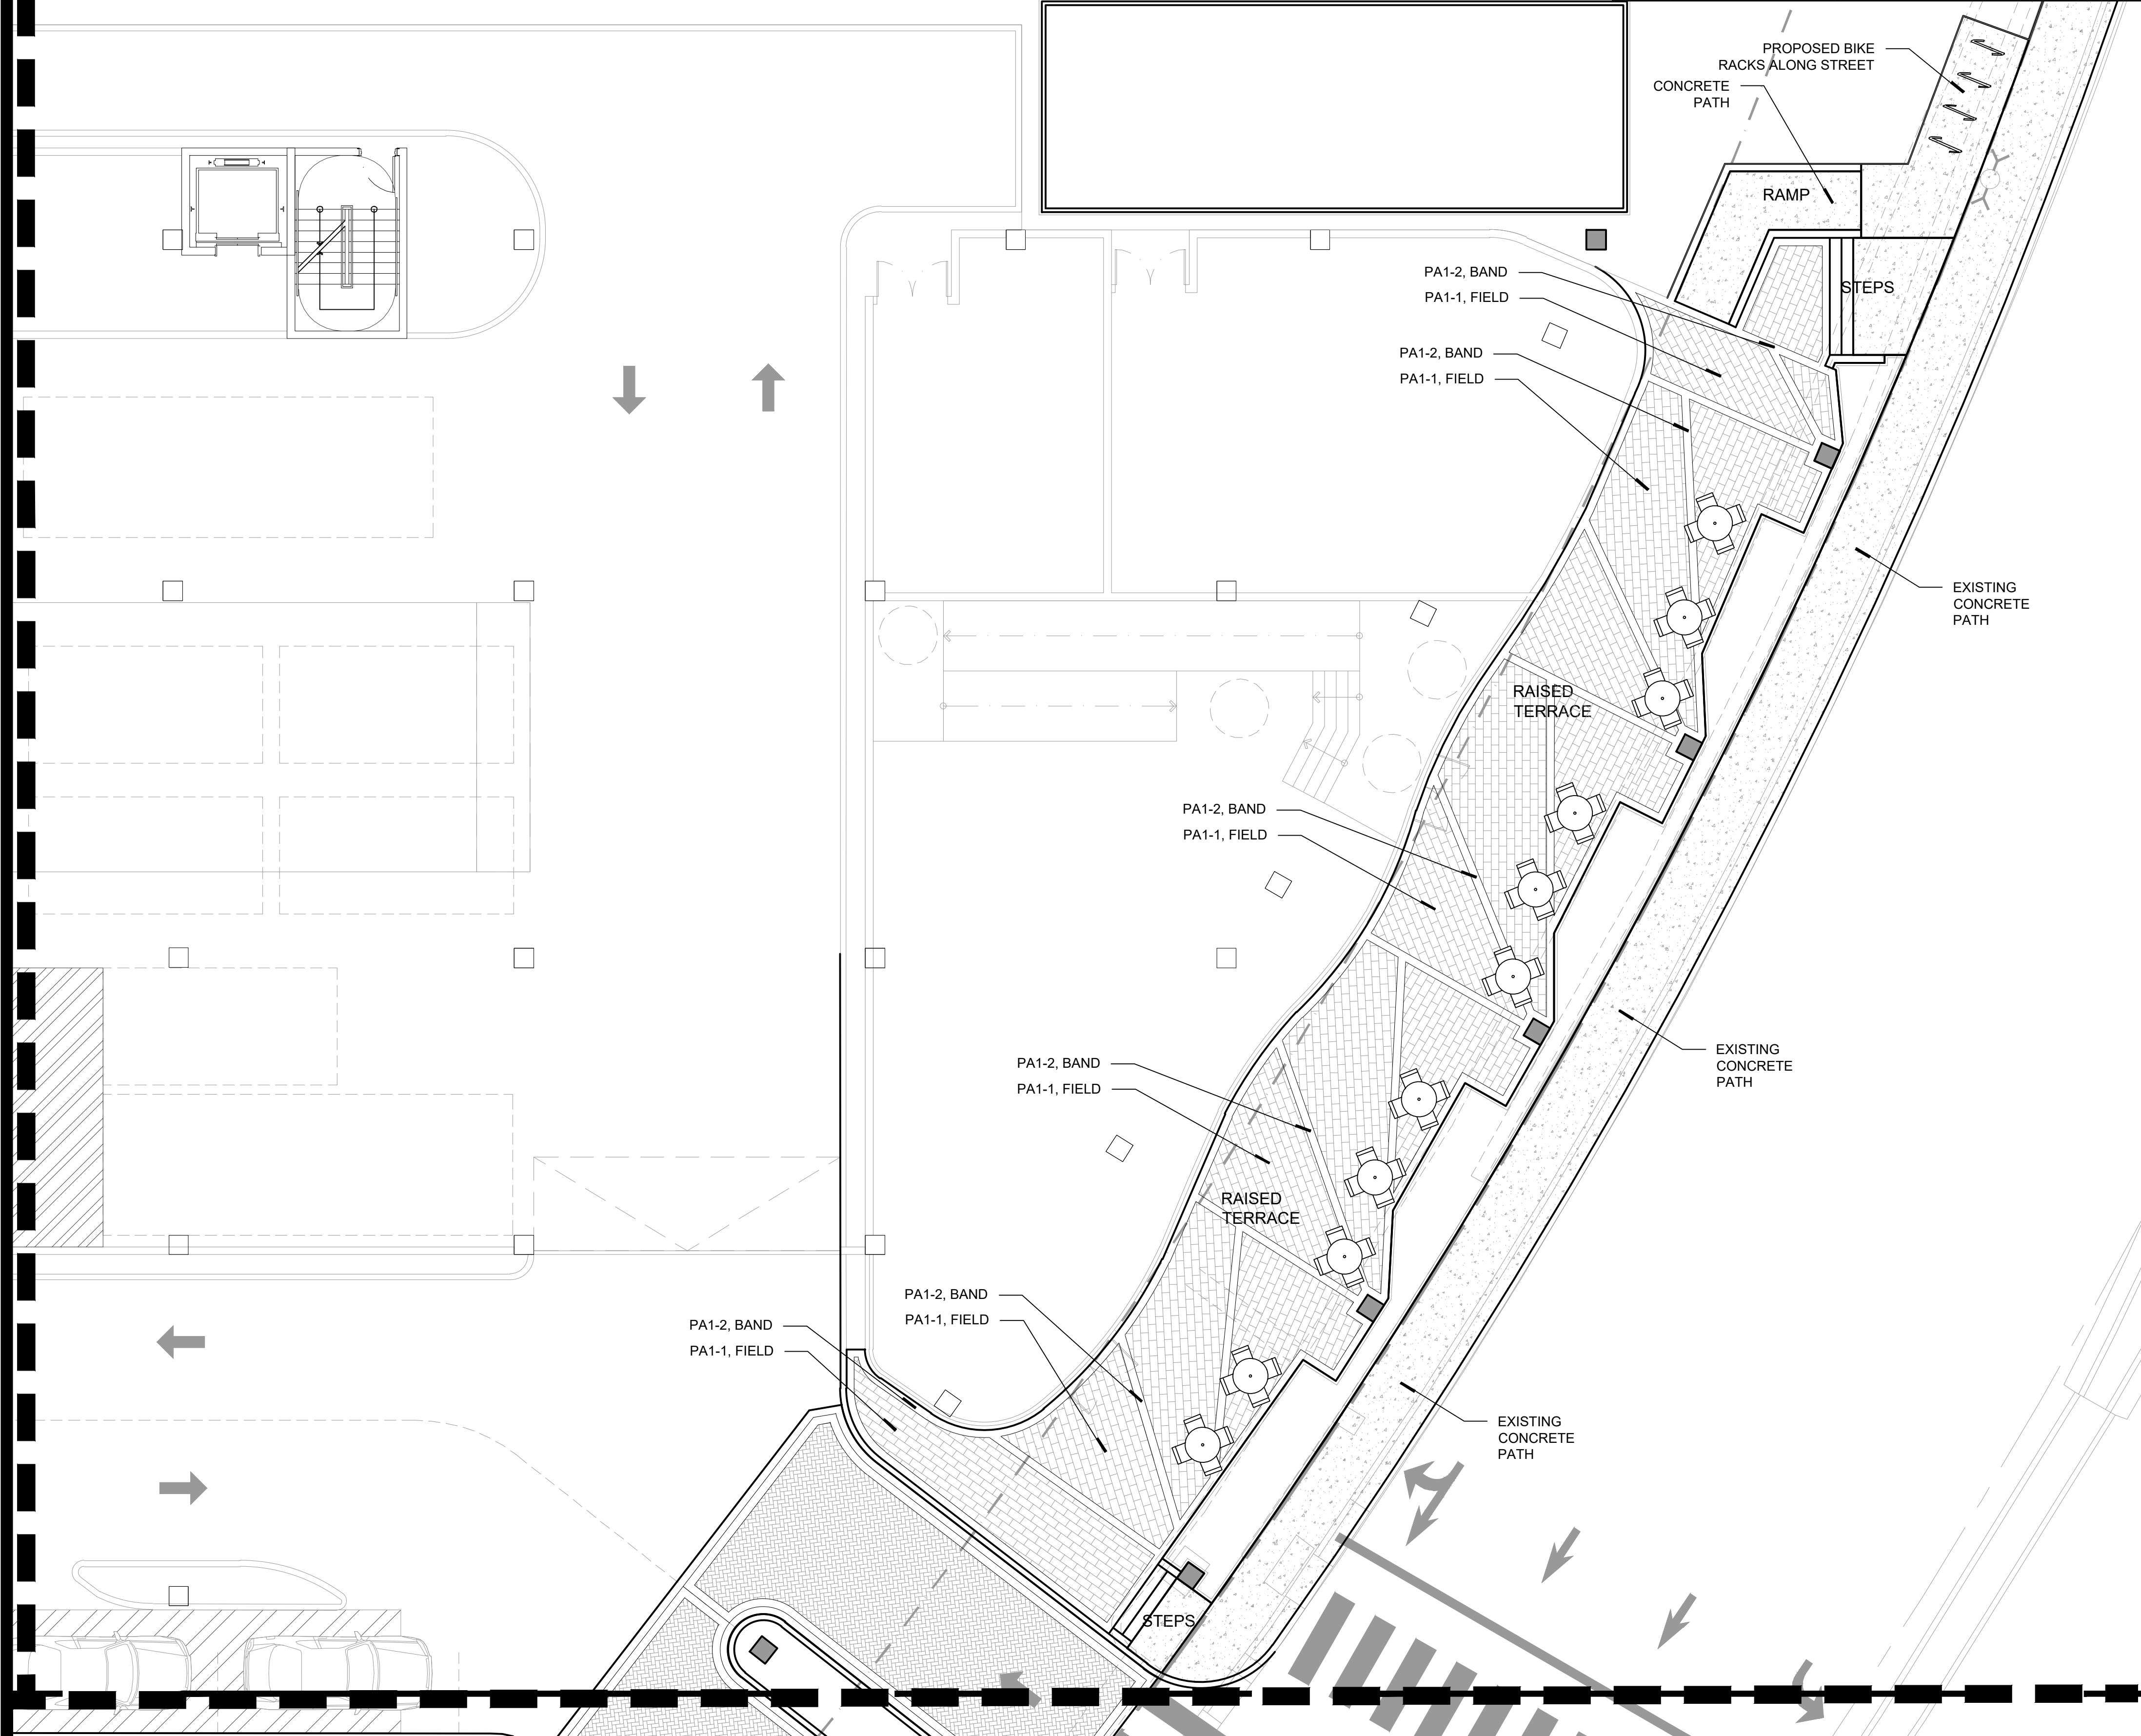 PROPOSED BIKE
RACKS ALONG STREET
CONCRETE
PATH
RAMP
PA1-2, BAND
PA1-1, FIELD
STEPS
PA1-2, BAND
PA1-1, FIELD
EXISTING
CONCRETE
PATH
RAISED
TERRACE
PA1-2, BAND
PA1-1, FIELD
EXISTING
CONCRETE
PATH
PA1-2, BAND
PA1-1, FIELD
RAISED
TERRACE
PA1-2, BAND
PA1-1, FIELD
PA1-2, BAND
PA1-1, FIELD
EXISTING
CONCRETE
PATH
STEPS